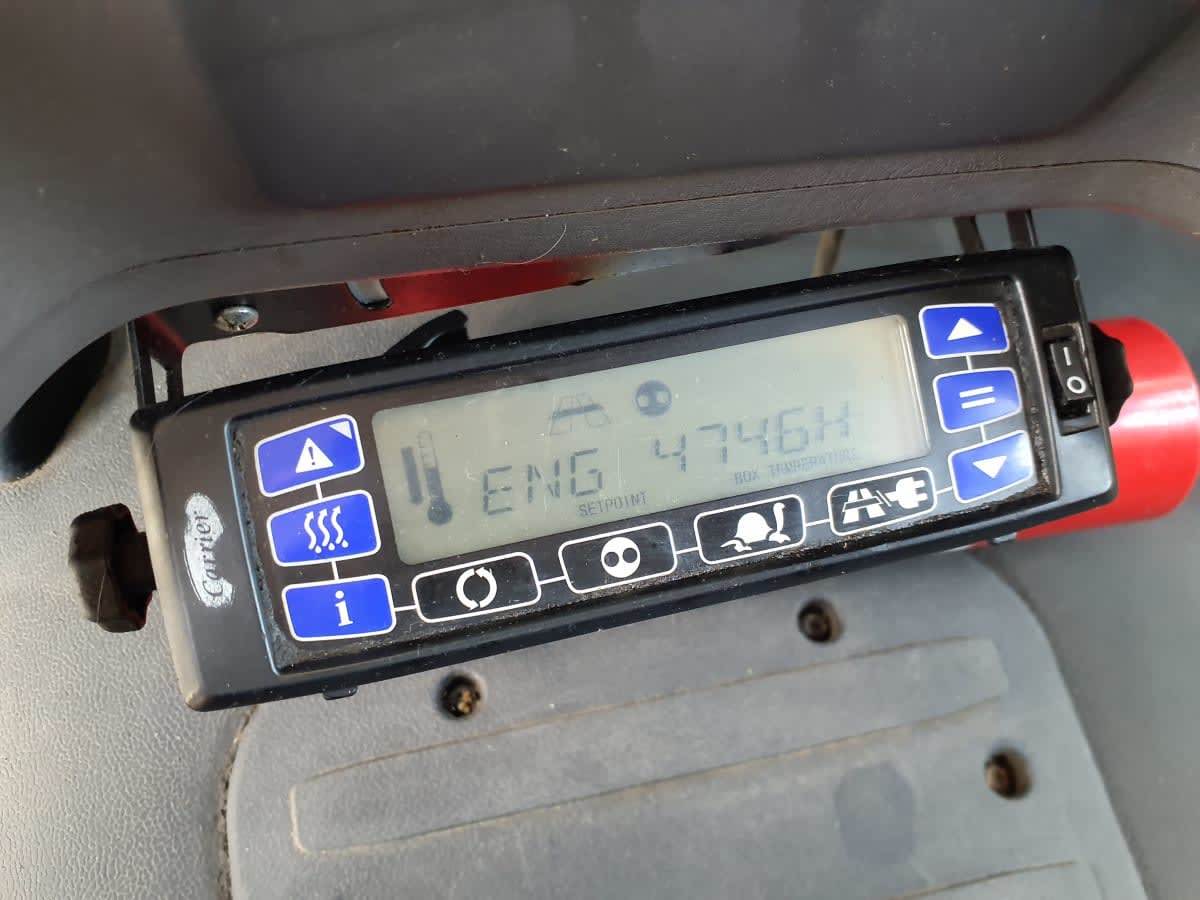 Carrier
ENG 4746H
SETPOINT BOX TEMPERATURE
i
I
O